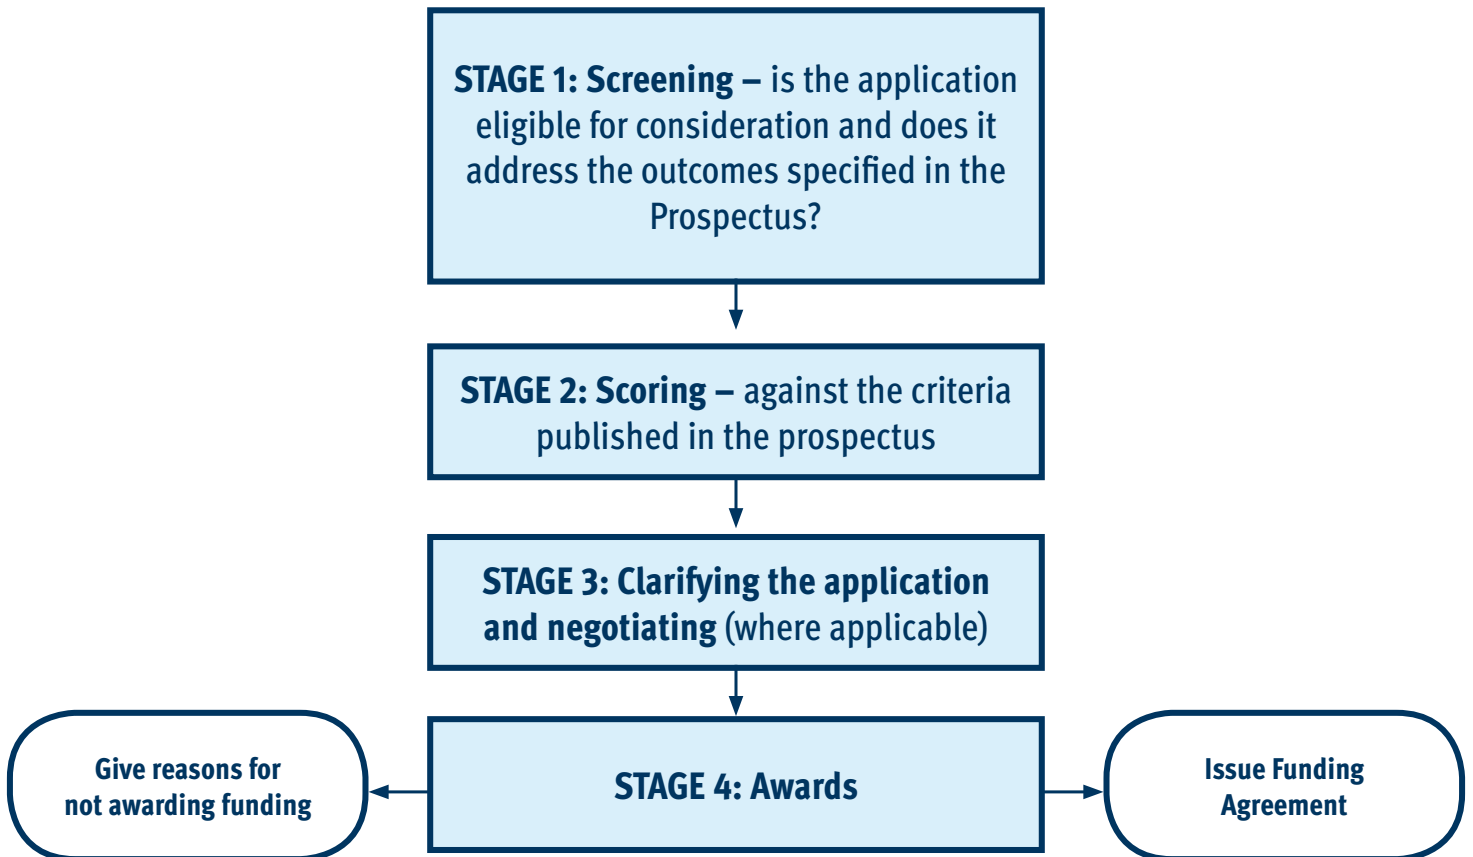 STAGE 1: Screening – is the application
eligible for consideration and does it
address the outcomes specified in the
Prospectus?
STAGE 2: Scoring – against the criteria
published in the prospectus
STAGE 3: Clarifying the application
and negotiating (where applicable)
Give reasons for
not awarding funding
STAGE 4: Awards
Issue Funding
Agreement